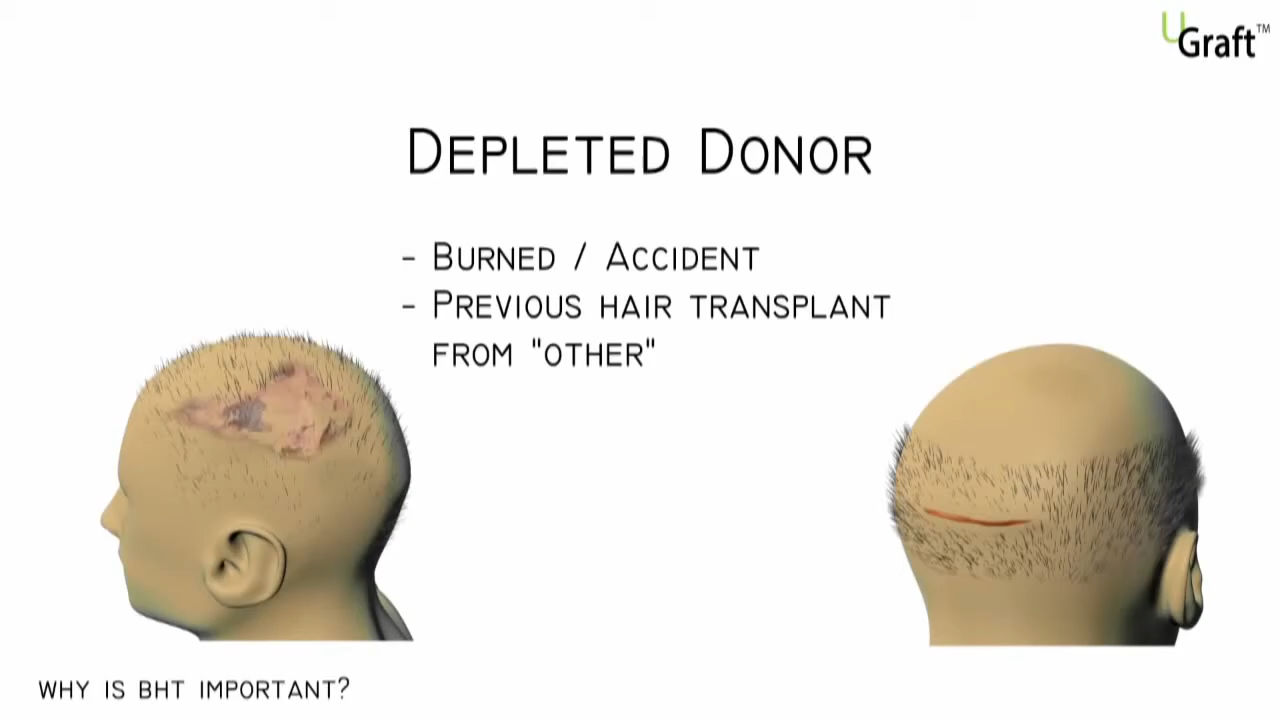 UGraft™
DEPLETED DONOR
- BURNED / ACCIDENT
- PREVIOUS HAIR TRANSPLANT
FROM "OTHER"
WHY IS BHT IMPORTANT?